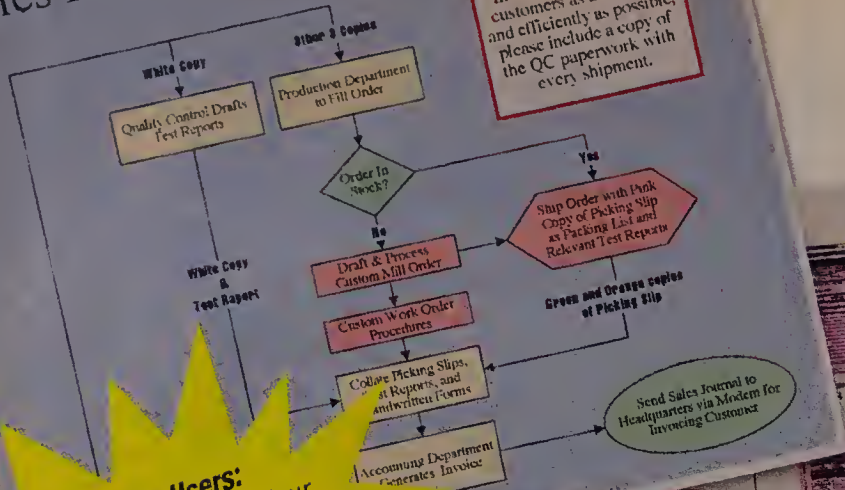 customers as
and efficiently as possible,
please include a copy of
the QC paperwork with
every shipment.
White Copy
Other 3 Copies
Quality Control Drafts
Test Reports
Production Department
to Fill Order
Order In
Stock?
Yes
No
Ship Order with Pink
Copy of Picking Slip
as Packing List and
Relevant Test Reports
Draft & Process
Custom Mill Order
White Copy
&
Test Report
Green and Orange copies
of Picking Slip
Custom Work Order
Procedures
Collate Picking Slips,
Test Reports, and
Handwritten Forms
Send Sales Journal to
Headquarters via Modem for
Invoicing Customer
Accounting Department
Generates Invoice
Users: